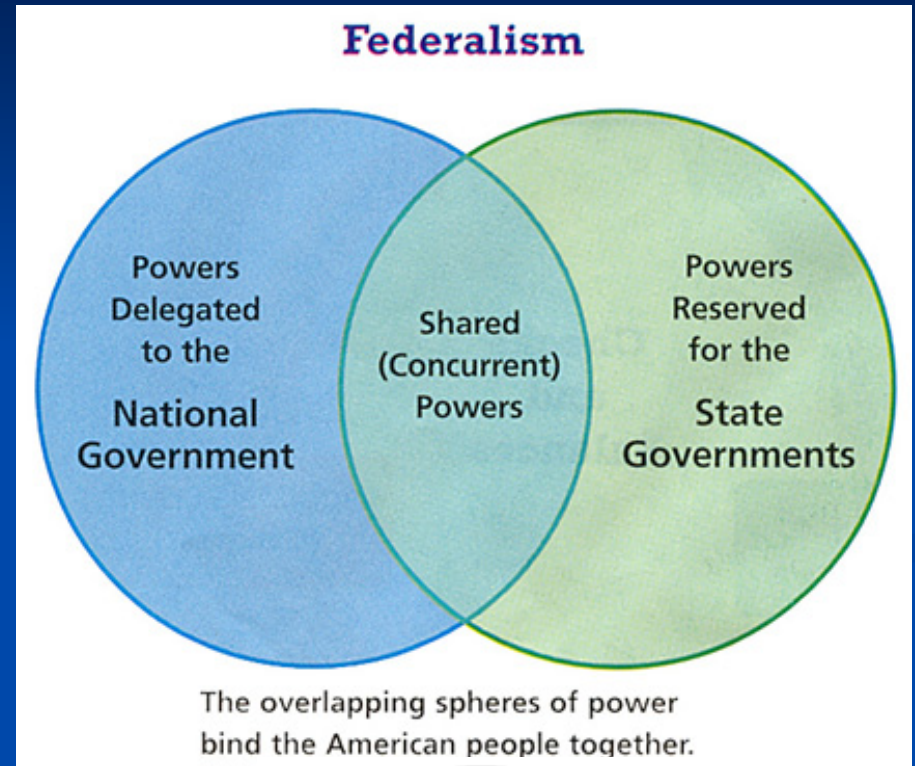 Federalism
Powers
Delegated
to the
National
Government
Shared
(Concurrent)
Powers
Powers
Reserved
for the
State
Governments
The overlapping spheres of power
bind the American people together.